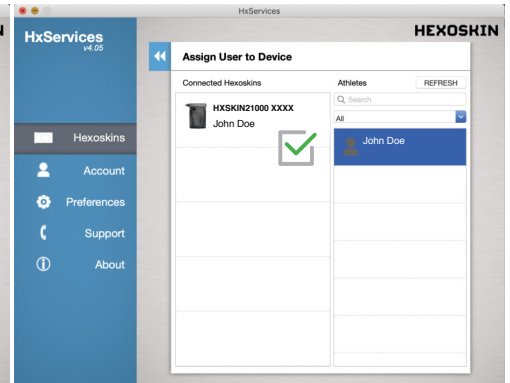 HxServices
HEXOSKIN
HxServices
v4.05
Assign User to Device
Connected Hexoskins
Athletes
REFRESH
HXSKIN21000 XXXX
John Doe
Search
All
John Doe
Hexoskins
Account
Preferences
Support
About